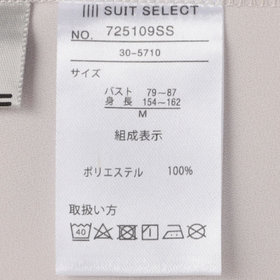 SUIT SELECT
NO. 725109SS
30-5710
サイズ
バスト 79~87
身 長 154~162
M
組成表示
ポリエステル 100%
取扱い方
40